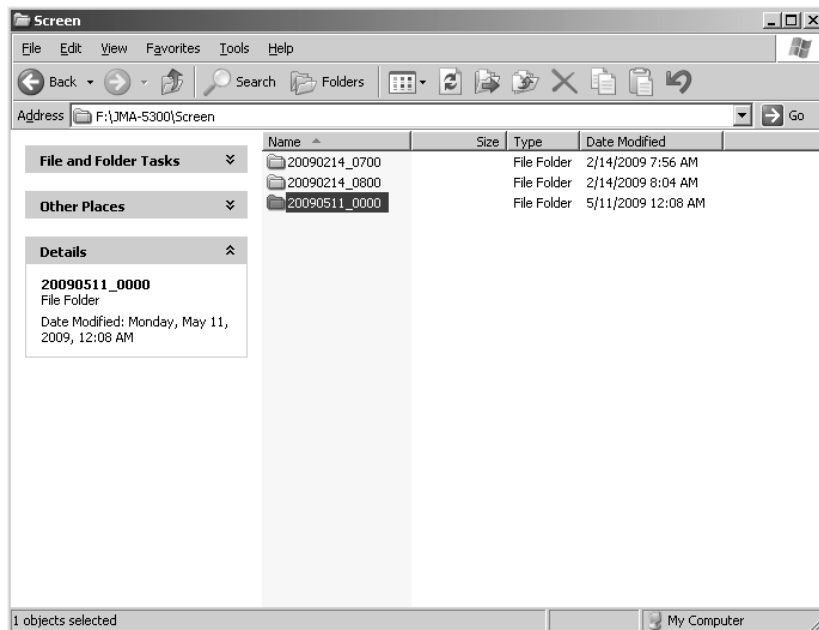 Screen
File Edit View Favorites Tools Help
Back Search Folders
Address F:\JMA-5300\Screen Go
File and Folder Tasks
Other Places
Details
20090511_0000
File Folder
Date Modified: Monday, May 11,
2009, 12:08 AM
Name Size Type Date Modified
20090214_0700 File Folder 2/14/2009 7:56 AM
20090214_0800 File Folder 2/14/2009 8:04 AM
20090511_0000 File Folder 5/11/2009 12:08 AM
1 objects selected My Computer